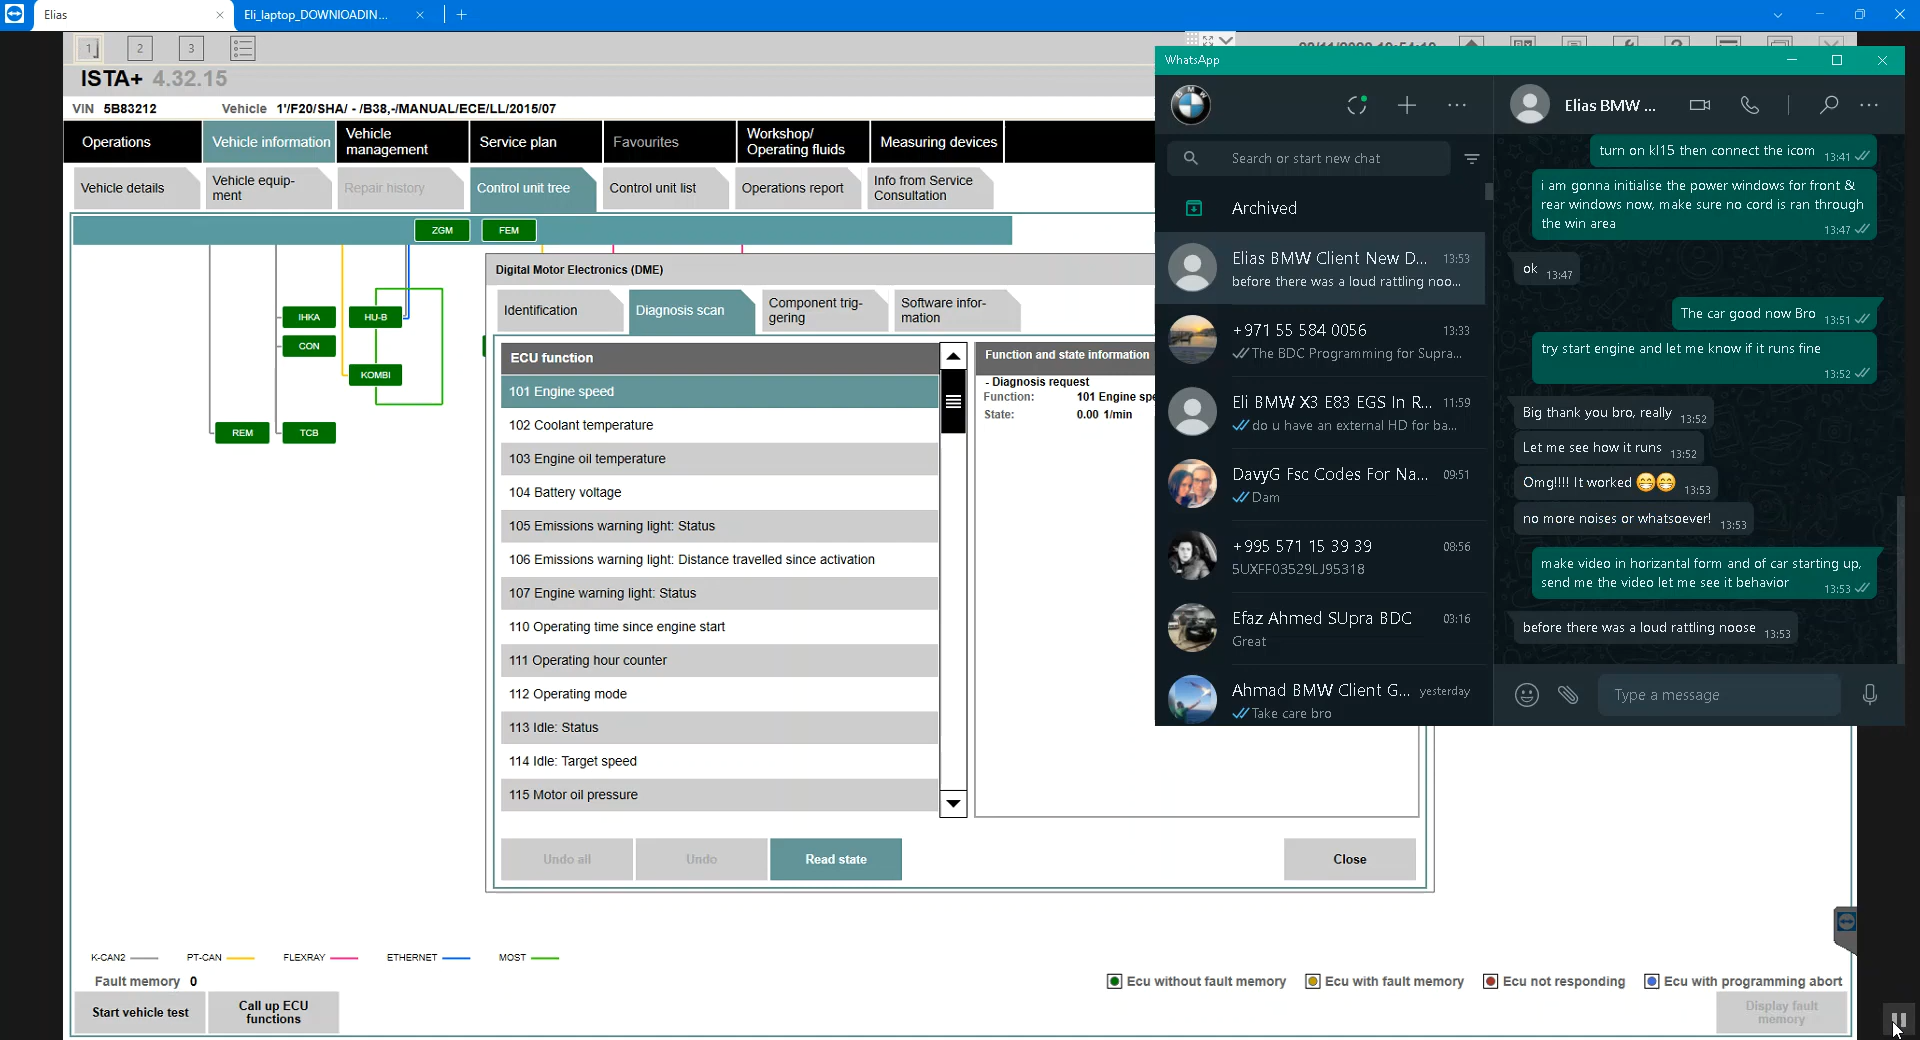 Elias
Eli_laptop_DOWNlOADIN...
1
2
3
ISTA+ 4.32.15
VIN 5B83212 Vehicle 1'/F20/SHA/ - /B38,-/MANUAL/ECE/LL/2015/07
Operations
Vehicle information
Vehicle
management
Service plan
Favourites
Workshop/
Operating fluids
Measuring devices
Vehicle details
Vehicle equip-
ment
Repair history
Control unit tree
Control unit list
Operations report
Info from Service
Consultation
ZGM
FEM
IHKA
HU-B
CON
KOMBI
REM
TCB
Digital Motor Electronics (DME)
Identification
Diagnosis scan
Component trig-
gering
Software infor-
mation
ECU function
101 Engine speed
102 Coolant temperature
103 Engine oil temperature
104 Battery voltage
105 Emissions warning light: Status
106 Emissions warning light: Distance travelled since activation
107 Engine warning light: Status
110 Operating time since engine start
111 Operating hour counter
112 Operating mode
113 Idle: Status
114 Idle: Target speed
115 Motor oil pressure
Function and state information
- Diagnosis request
Function: 101 Engine spe
State: 0.00 1/min
Undo all
Undo
Read state
Close
K-CAN2
PT-CAN
FLEXRAY
ETHERNET
MOST
Fault memory 0
Ecu without fault memory
Ecu with fault memory
Ecu not responding
Ecu with programming abort
Start vehicle test
Call up ECU
functions
Display fault
memory
WhatsApp
Search or start new chat
Archived
Elias BMW Client New D... 13:53
before there was a loud rattling noo...
+971 55 584 0056 13:33
The BDC Programming for Supra...
Eli BMW X3 E83 EGS In R... 11:59
do u have an external HD for ba...
DavyG Fsc Codes For Na... 09:51
Dam
+995 571 15 39 39 08:56
5UXFF03529LJ95318
Efaz Ahmed SUpra BDC 03:16
Great
Ahmad BMW Client G... yesterday
Take care bro
Elias BMW ...
turn on kl15 then connect the icom 13:41
i am gonna initialise the power windows for front &
rear windows now, make sure no cord is ran through
the win area 13:47
ok 13:47
The car good now Bro 13:51
try start engine and let me know if it runs fine
13:52
Big thank you bro, really 13:52
Let me see how it runs 13:52
Omg!!!! It worked 😁😁 13:53
no more noises or whatsoever! 13:53
make video in horizantal form and of car starting up,
send me the video let me see it behavior 13:53
before there was a loud rattling noose 13:53
Type a message